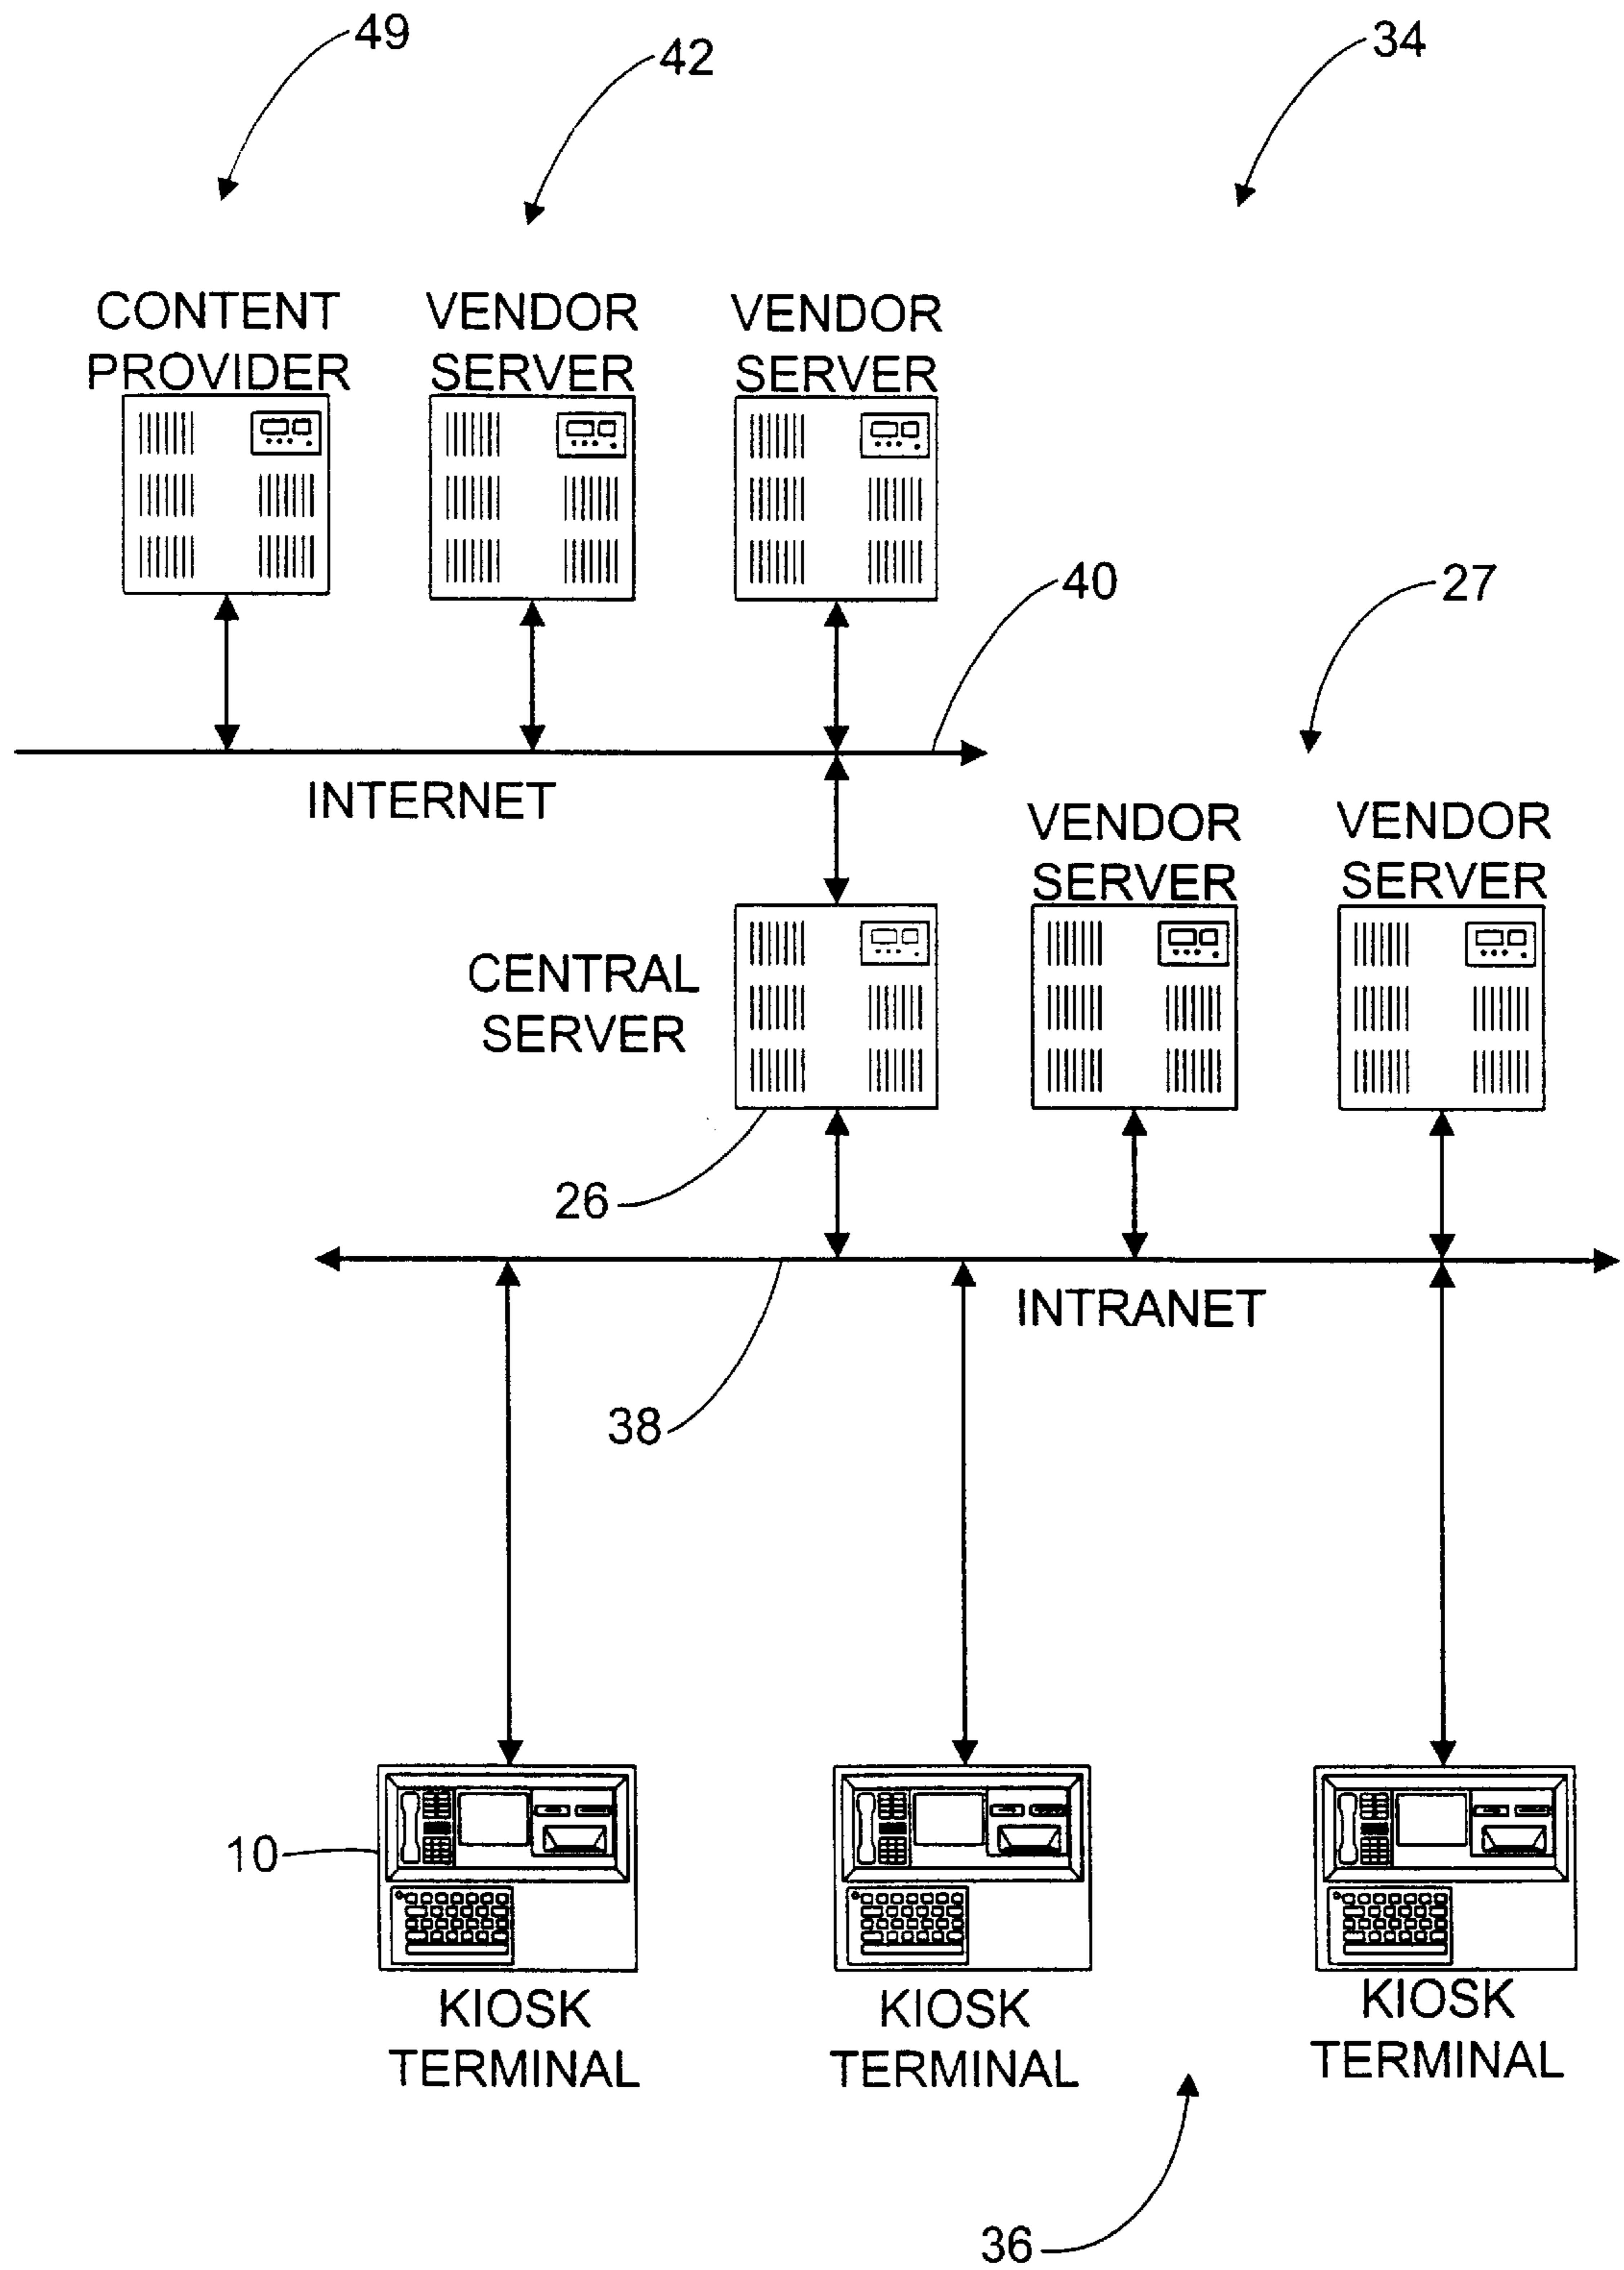 49
42
34
CONTENT
PROVIDER
VENDOR
SERVER
VENDOR
SERVER
40
27
INTERNET
VENDOR
SERVER
VENDOR
SERVER
CENTRAL
SERVER
26
INTRANET
38
10
KIOSK
TERMINAL
KIOSK
TERMINAL
KIOSK
TERMINAL
36